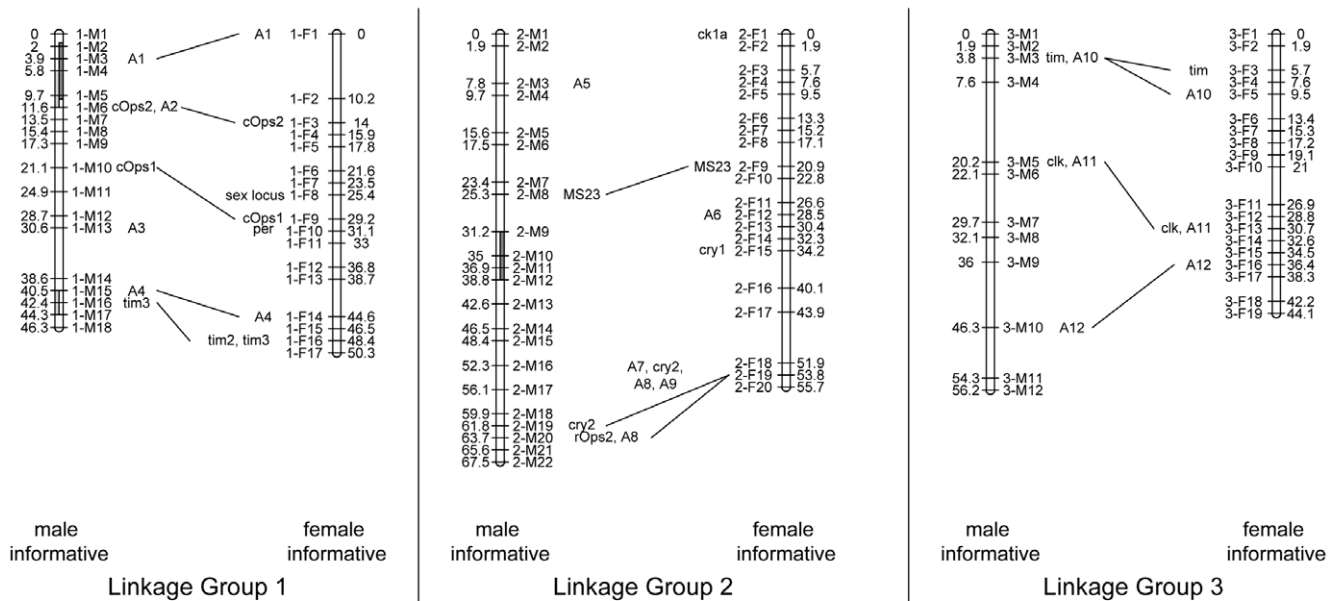 0 1-M1
2 1-M2
3.9 1-M3 A1
5.8 1-M4
9.7 1-M5
11.6 1-M6 cOps2, A2
13.5 1-M7
15.4 1-M8
17.3 1-M9
21.1 1-M10 cOps1
24.9 1-M11
28.7 1-M12
30.6 1-M13 A3
38.6 1-M14
40.5 1-M15 A4
42.4 1-M16 tim3
44.3 1-M17
46.3 1-M18
A1 1-F1 0
1-F2 10.2
cOps2 1-F3 14
1-F4 15.9
1-F5 17.8
1-F6 21.6
1-F7 23.5
sex locus 1-F8 25.4
cOps1 1-F9 29.2
per 1-F10 31.1
1-F11 33
1-F12 36.8
1-F13 38.7
A4 1-F14 44.6
1-F15 46.5
tim2, tim3 1-F16 48.4
1-F17 50.3
male
informative
female
informative
Linkage Group 1
0 2-M1
1.9 2-M2
7.8 2-M3 A5
9.7 2-M4
15.6 2-M5
17.5 2-M6
23.4 2-M7
25.3 2-M8 MS23
31.2 2-M9
35 2-M10
36.9 2-M11
38.8 2-M12
42.6 2-M13
46.5 2-M14
48.4 2-M15
52.3 2-M16
56.1 2-M17
59.9 2-M18
61.8 2-M19 cry2
63.7 2-M20 rOps2, A8
65.6 2-M21
67.5 2-M22
ck1a 2-F1 0
2-F2 1.9
2-F3 5.7
2-F4 7.6
2-F5 9.5
2-F6 13.3
2-F7 15.2
2-F8 17.1
MS23 2-F9 20.9
2-F10 22.8
2-F11 26.6
A6 2-F12 28.5
2-F13 30.4
2-F14 32.3
cry1 2-F15 34.2
2-F16 40.1
2-F17 43.9
2-F18 51.9
A7, cry2,
A8, A9
2-F19 53.8
2-F20 55.7
male
informative
female
informative
Linkage Group 2
0 3-M1
1.9 3-M2
3.8 3-M3 tim, A10
7.6 3-M4
20.2 3-M5 clk, A11
22.1 3-M6
29.7 3-M7
32.1 3-M8
36 3-M9
46.3 3-M10 A12
54.3 3-M11
56.2 3-M12
3-F1 0
3-F2 1.9
tim 3-F3 5.7
3-F4 7.6
A10 3-F5 9.5
3-F6 13.4
3-F7 15.3
3-F8 17.2
3-F9 19.1
3-F10 21
3-F11 26.9
3-F12 28.8
clk, A11 3-F13 30.7
3-F14 32.6
3-F15 34.5
A12 3-F16 36.4
3-F17 38.3
3-F18 42.2
3-F19 44.1
male
informative
female
informative
Linkage Group 3